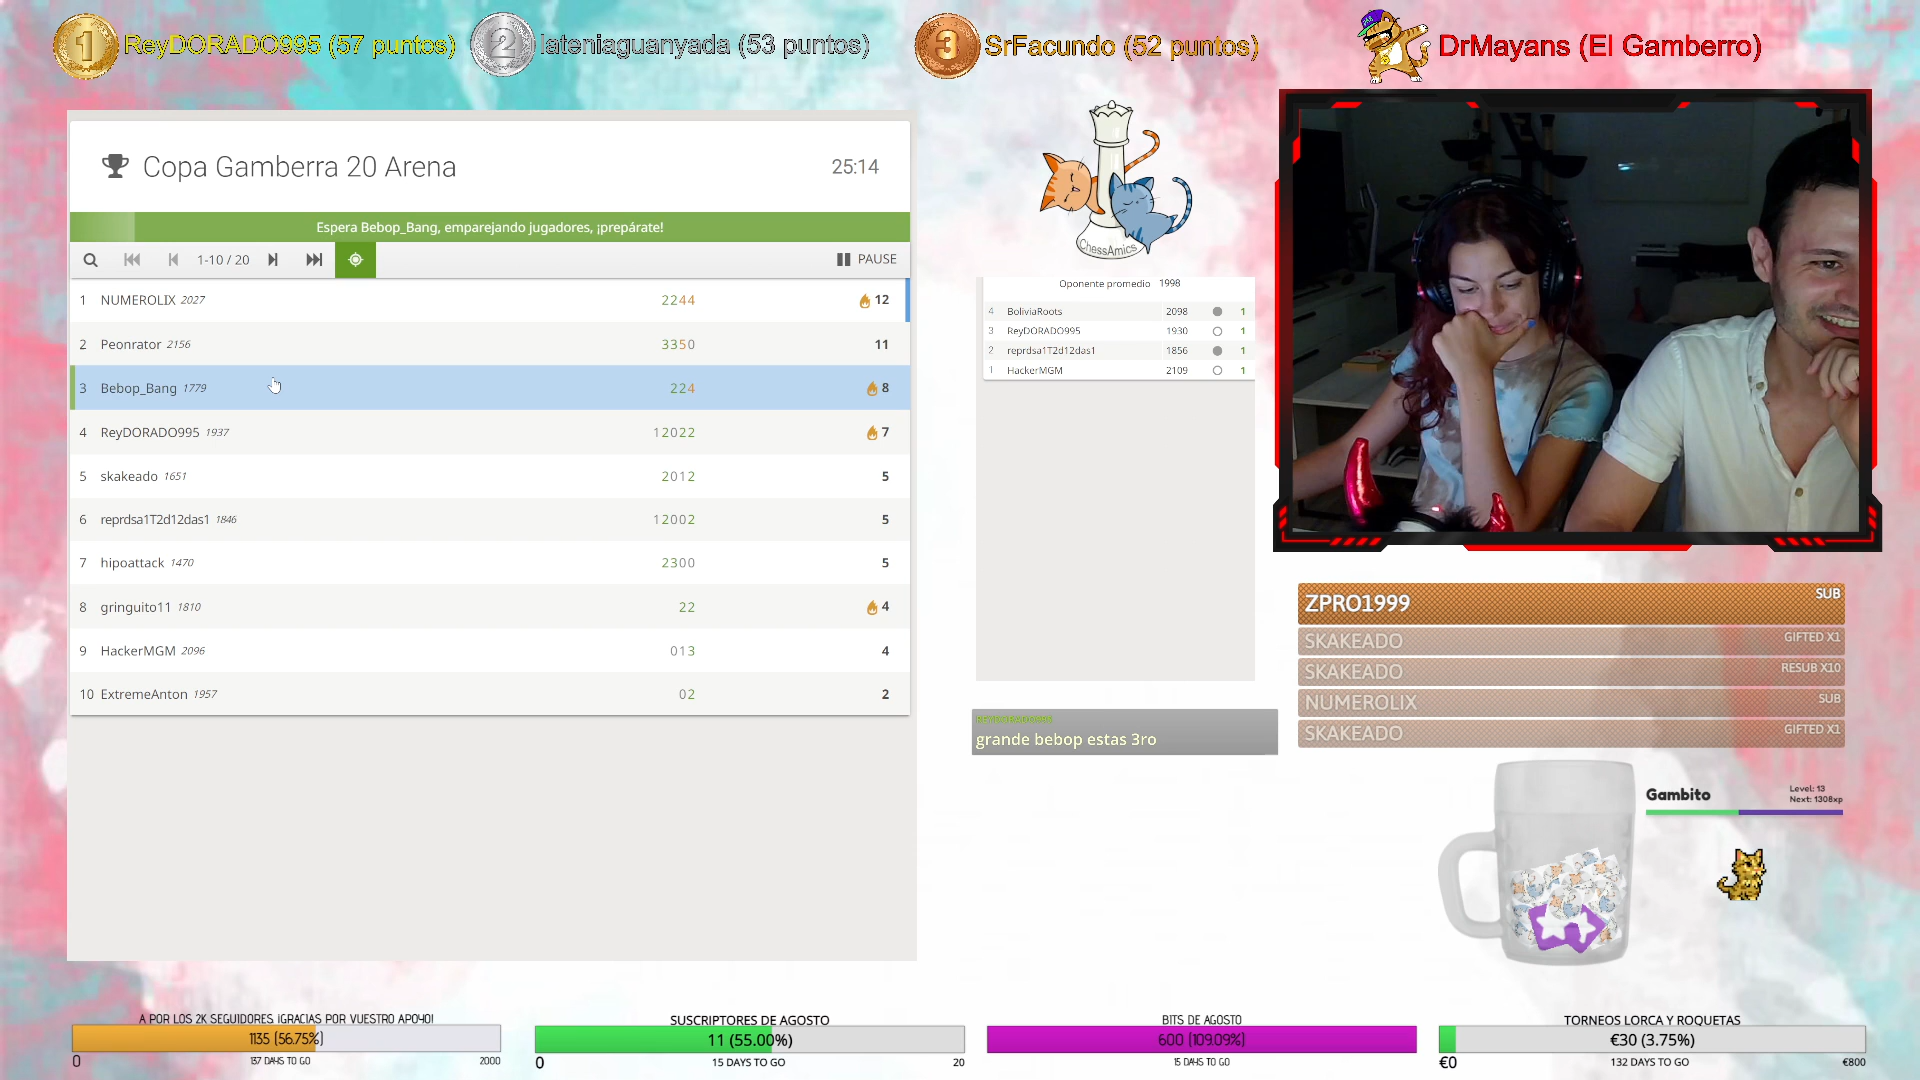 ReyDORADO995 (57 puntos)
lateniaguanyada (53 puntos)
SrFacundo (52 puntos)
DrMayans (El Gamberro)
Copa Gamberra 20 Arena
25:14
Espera Bebop_Bang, emparejando jugadores, ¡prepárate!
1-10 / 20
PAUSE
1 NUMEROLIX 2027 2244 12
2 Peonrator 2156 3350 11
3 Bebop_Bang 1779 224 8
4 ReyDORADO995 1937 12022 7
5 skakeado 1651 2012 5
6 reprdsa1T2d12das1 1846 12002 5
7 hipoattack 1470 2300 5
8 gringuito11 1810 22 4
9 HackerMGM 2096 013 4
10 ExtremeAnton 1957 02 2
ChessAmics
Oponente promedio 1998
4 BoliviaRoots 2098 1
3 ReyDORADO995 1930 1
2 reprdsa1T2d12das1 1856 1
1 HackerMGM 2109 1
grande bebop estas 3ro
ZPRO1999 SUB
SKAKEADO GIFTED X1
SKAKEADO RESUB X10
NUMEROLIX SUB
SKAKEADO GIFTED X1
Gambito
Level: 13
Next: 1308xp
A POR LOS 2K SEGUIDORES ¡GRACIAS POR VUESTRO APOYO!
1135 (56.75%)
0 137 DAYS TO GO 2000
SUSCRIPTORES DE AGOSTO
11 (55.00%)
0 15 DAYS TO GO 20
BITS DE AGOSTO
600 (109.09%)
15 DAYS TO GO
TORNEOS LORCA Y ROQUETAS
€30 (3.75%)
€0 132 DAYS TO GO €800